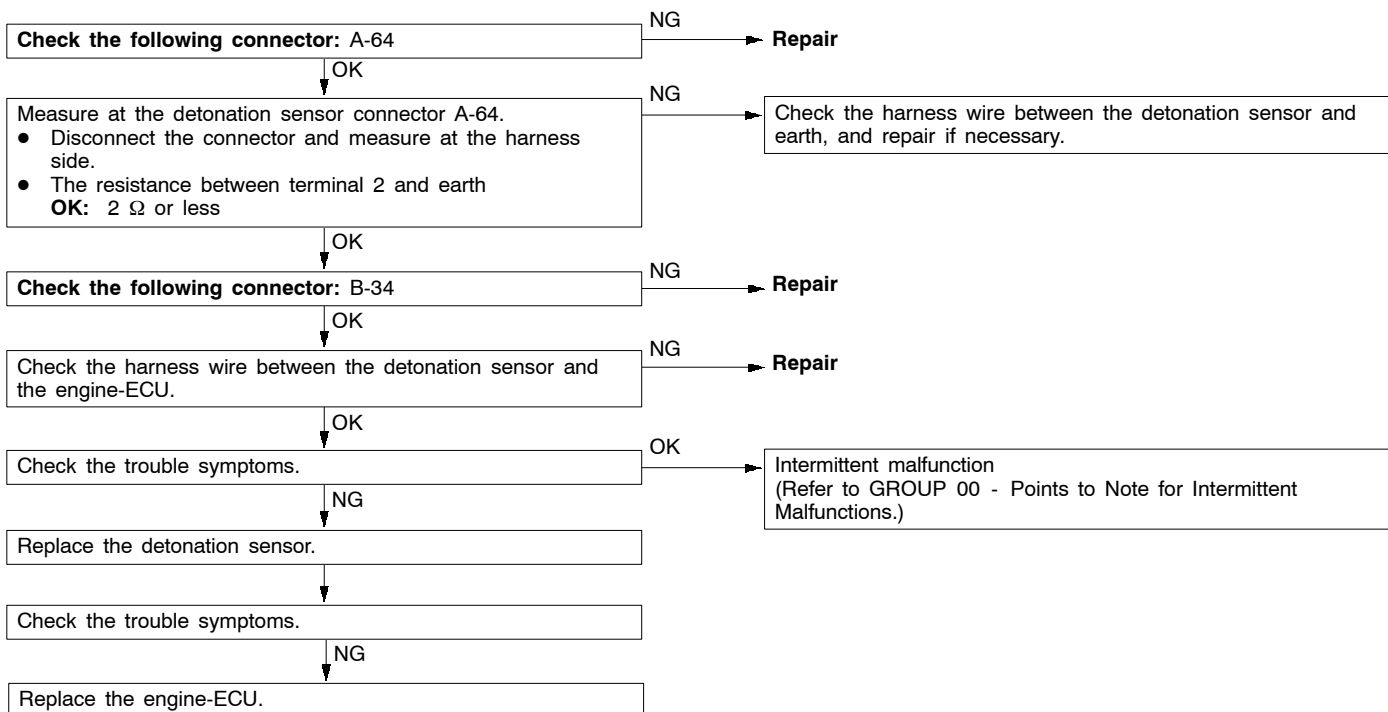 Check the following connector: A-64
NG
Repair
OK
Measure at the detonation sensor connector A-64.
● Disconnect the connector and measure at the harness
side.
● The resistance between terminal 2 and earth
OK: 2 Ω or less
NG
Check the harness wire between the detonation sensor and
earth, and repair if necessary.
OK
Check the following connector: B-34
NG
Repair
OK
Check the harness wire between the detonation sensor and
the engine-ECU.
NG
Repair
OK
Check the trouble symptoms.
OK
Intermittent malfunction
(Refer to GROUP 00 - Points to Note for Intermittent
Malfunctions.)
NG
Replace the detonation sensor.
Check the trouble symptoms.
NG
Replace the engine-ECU.